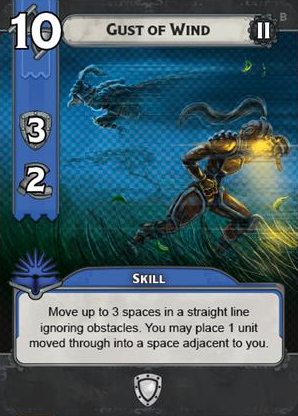 10
GUST OF WIND
II
B
3
2
SKILL
Move up to 3 spaces in a straight line
ignoring obstacles. You may place 1 unit
moved through into a space adjacent to you.